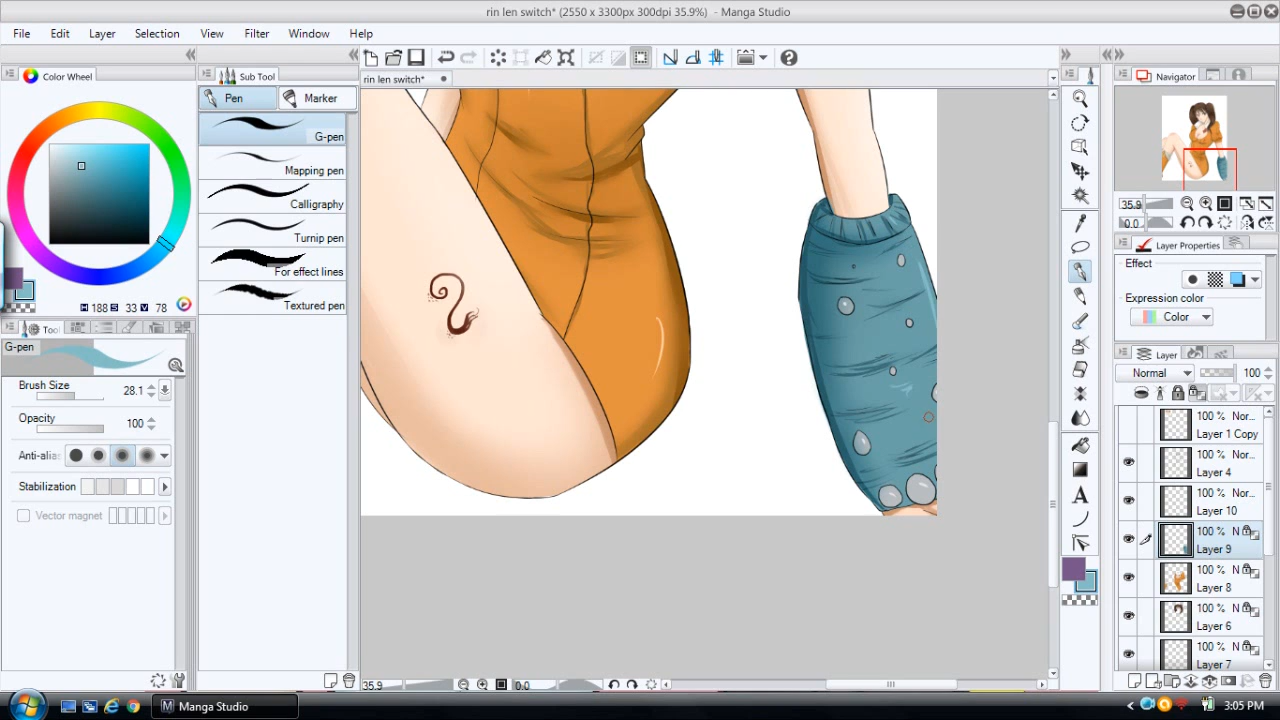 rin len switch* (2550 x 3300px 300dpi 35.9%) - Manga Studio
File Edit Layer Selection View Filter Window Help
rin len switch*
Color Wheel
Sub Tool
Navigator
Pen Marker
G-pen
Mapping pen
Calligraphy
Turnip pen
For effect lines
Textured pen
H 188 S 33 V 78
Tool
G-pen
Brush Size 28.1
Opacity 100
Anti-alia
Stabilization
Vector magnet
35.9
0.0
35.9
0.0
Layer Properties
Effect
Expression color
Color
Layer
Normal 100
100 % Nor...
Layer 1 Copy
100 % Nor...
Layer 4
100 % Nor...
Layer 10
100 % N
Layer 9
100 % N
Layer 8
100 % N
Layer 6
100 % N
Layer 7
Manga Studio
3:05 PM